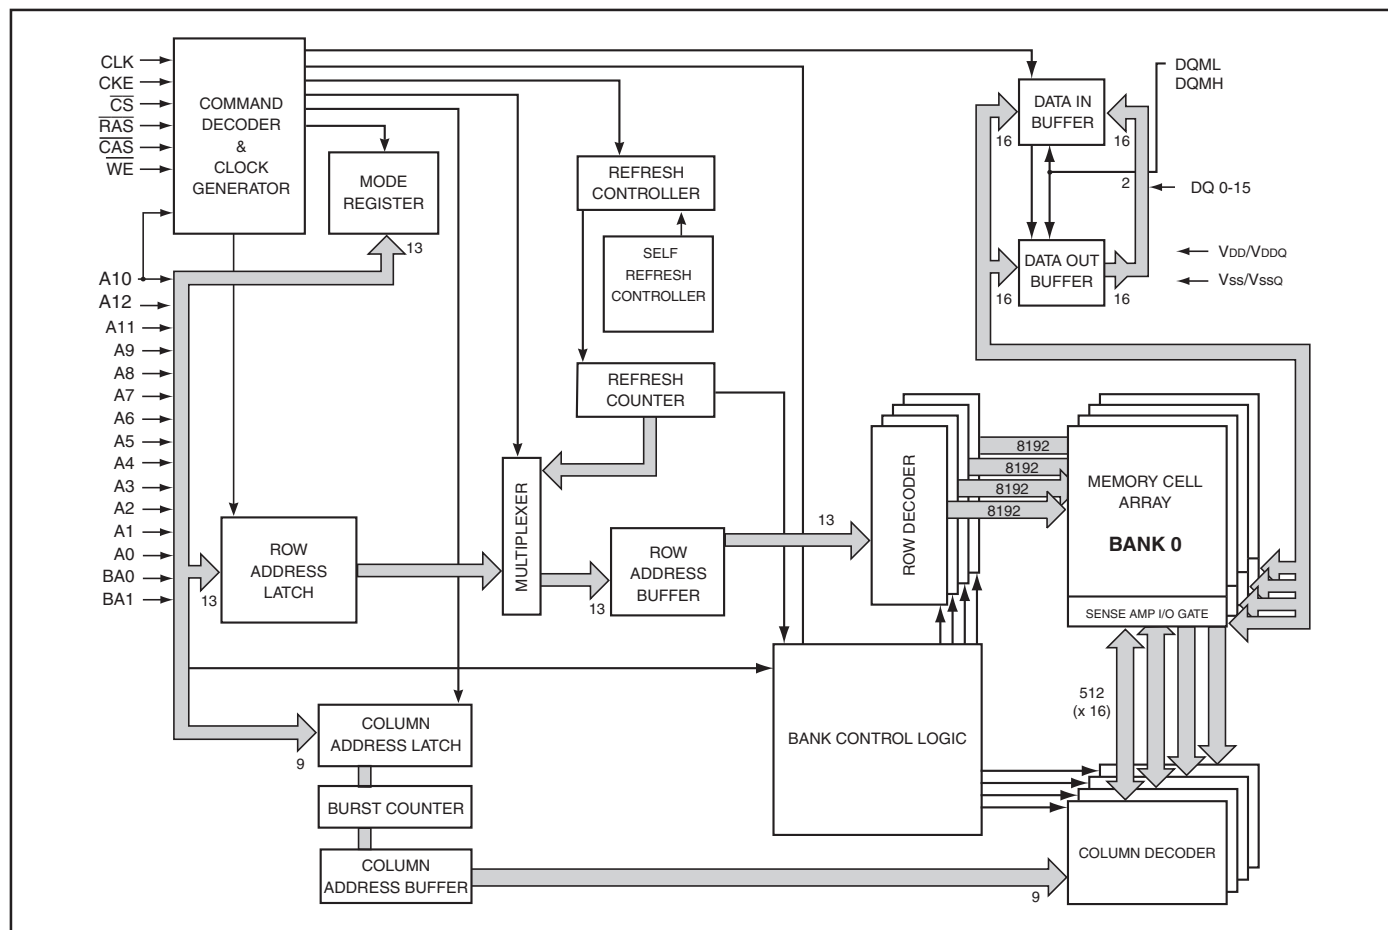 CLK
CKE
CS
RAS
CAS
WE
A10
A12
A11
A9
A8
A7
A6
A5
A4
A3
A2
A1
A0
BA0
BA1
COMMAND
DECODER
&
CLOCK
GENERATOR
MODE
REGISTER
13
REFRESH
CONTROLLER
SELF
REFRESH
CONTROLLER
REFRESH
COUNTER
DATA IN
BUFFER
16
16
DQML
DQMH
2
DQ 0-15
DATA OUT
BUFFER
16
16
VDD/VDDQ
Vss/VssQ
MULTIPLEXER
ROW
ADDRESS
LATCH
13
ROW
ADDRESS
BUFFER
13
13
ROW DECODER
8192
8192
8192
8192
MEMORY CELL
ARRAY
BANK 0
SENSE AMP I/O GATE
512
(x 16)
BANK CONTROL LOGIC
COLUMN
ADDRESS LATCH
9
BURST COUNTER
COLUMN
ADDRESS BUFFER
COLUMN DECODER
9